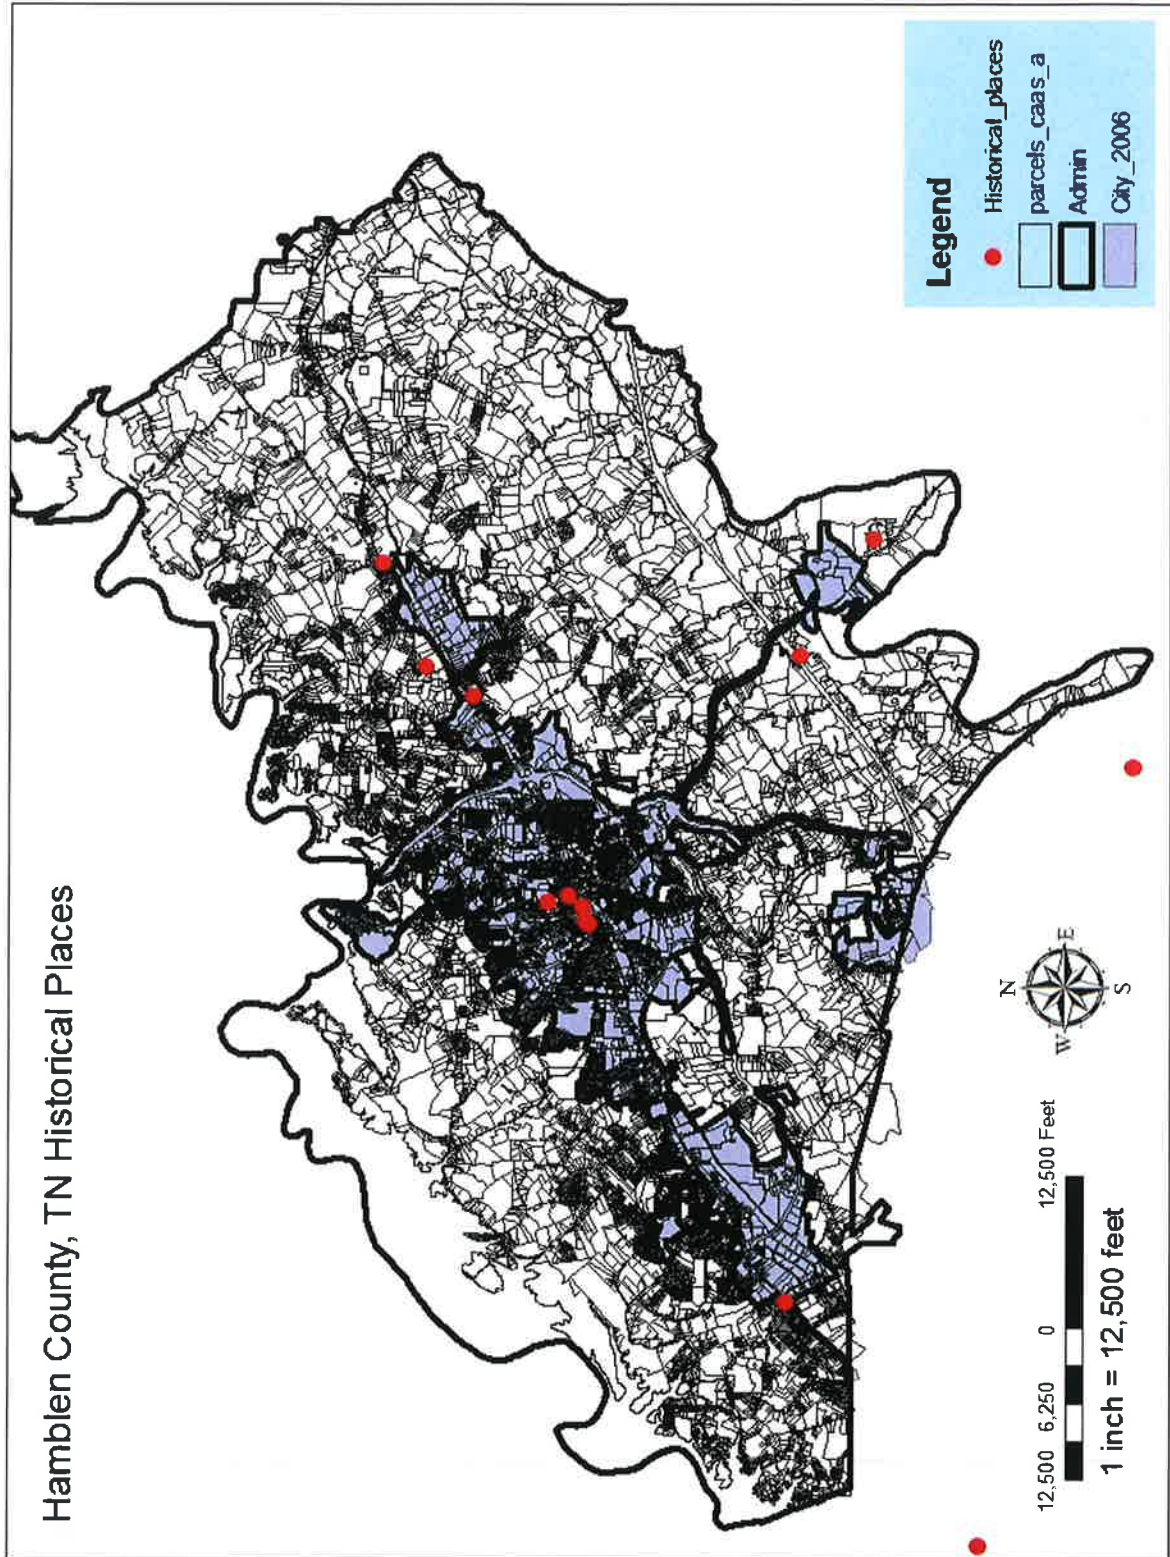 Hamblen County, TN Historical Places
Legend
Historical_places
parcels_caas_a
Admin
City_2006
N
W
E
S
12,500 6,250 0 12,500 Feet
1 inch = 12,500 feet